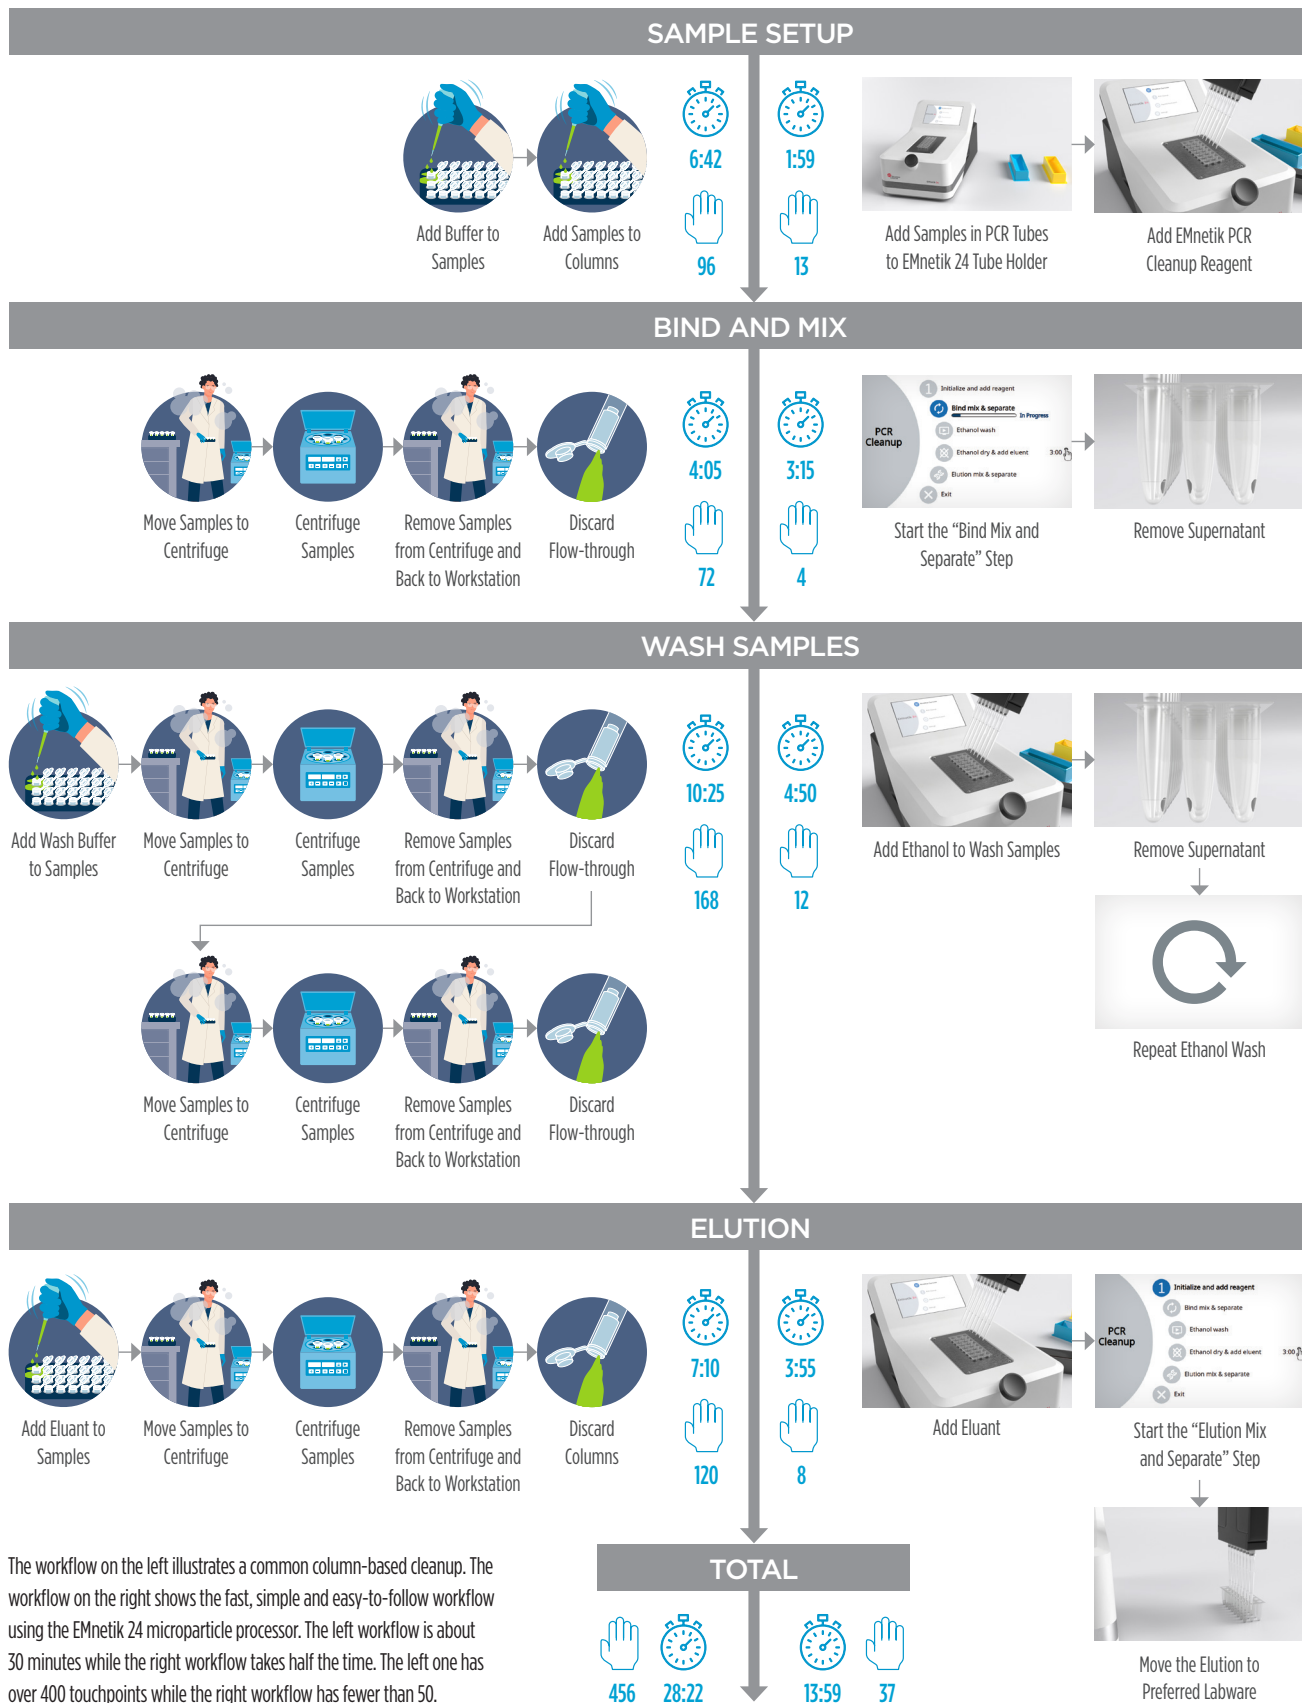 SAMPLE SETUP
6:42
1:59
96
13
Add Buffer to
Samples
Add Samples to
Columns
Add Samples in PCR Tubes
to EMnetik 24 Tube Holder
Add EMnetik PCR
Cleanup Reagent
BIND AND MIX
Move Samples to
Centrifuge
Centrifuge
Samples
Remove Samples
from Centrifuge and
Back to Workstation
Discard
Flow-through
4:05
3:15
72
4
PCR
Cleanup
1 Initialize and add reagent
Bind mix & separate
In Progress
Ethanol wash
Ethanol dry & add eluent 3:00
Elution mix & separate
Exit
Start the “Bind Mix and
Separate” Step
Remove Supernatant
WASH SAMPLES
Add Wash Buffer
to Samples
Move Samples to
Centrifuge
Centrifuge
Samples
Remove Samples
from Centrifuge and
Back to Workstation
Discard
Flow-through
10:25
4:50
168
12
Add Ethanol to Wash Samples
Remove Supernatant
Repeat Ethanol Wash
Move Samples to
Centrifuge
Centrifuge
Samples
Remove Samples
from Centrifuge and
Back to Workstation
Discard
Flow-through
ELUTION
Add Eluant to
Samples
Move Samples to
Centrifuge
Centrifuge
Samples
Remove Samples
from Centrifuge and
Back to Workstation
Discard
Columns
7:10
3:55
120
8
Add Eluant
PCR
Cleanup
1 Initialize and add reagent
Bind mix & separate
Ethanol wash
Ethanol dry & add eluent 3:00
Elution mix & separate
Exit
Start the “Elution Mix
and Separate” Step
Move the Elution to
Preferred Labware
The workflow on the left illustrates a common column-based cleanup. The
workflow on the right shows the fast, simple and easy-to-follow workflow
using the EMnetik 24 microparticle processor. The left workflow is about
30 minutes while the right workflow takes half the time. The left one has
over 400 touchpoints while the right workflow has fewer than 50.
TOTAL
456 28:22 13:59 37